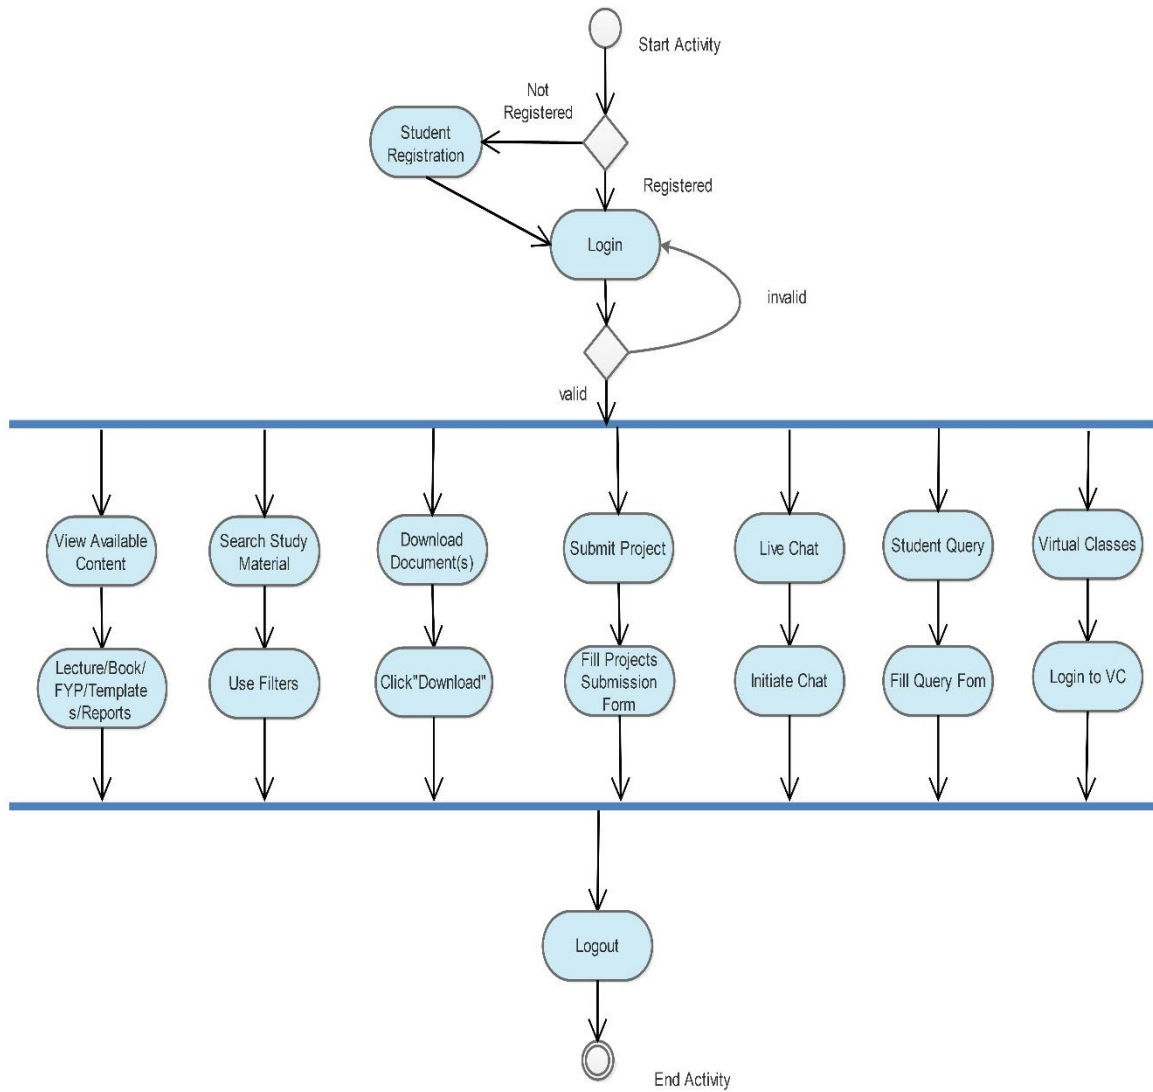 Start Activity
Not
Registered
Student
Registration
Registered
Login
invalid
valid
View Available
Content
Search Study
Material
Download
Document(s)
Submit Project
Live Chat
Student Query
Virtual Classes
Lecture/Book/
FYP/Template
s/Reports
Use Filters
Click"Download"
Fill Projects
Submission
Form
Initiate Chat
Fill Query Fom
Login to VC
Logout
End Activity